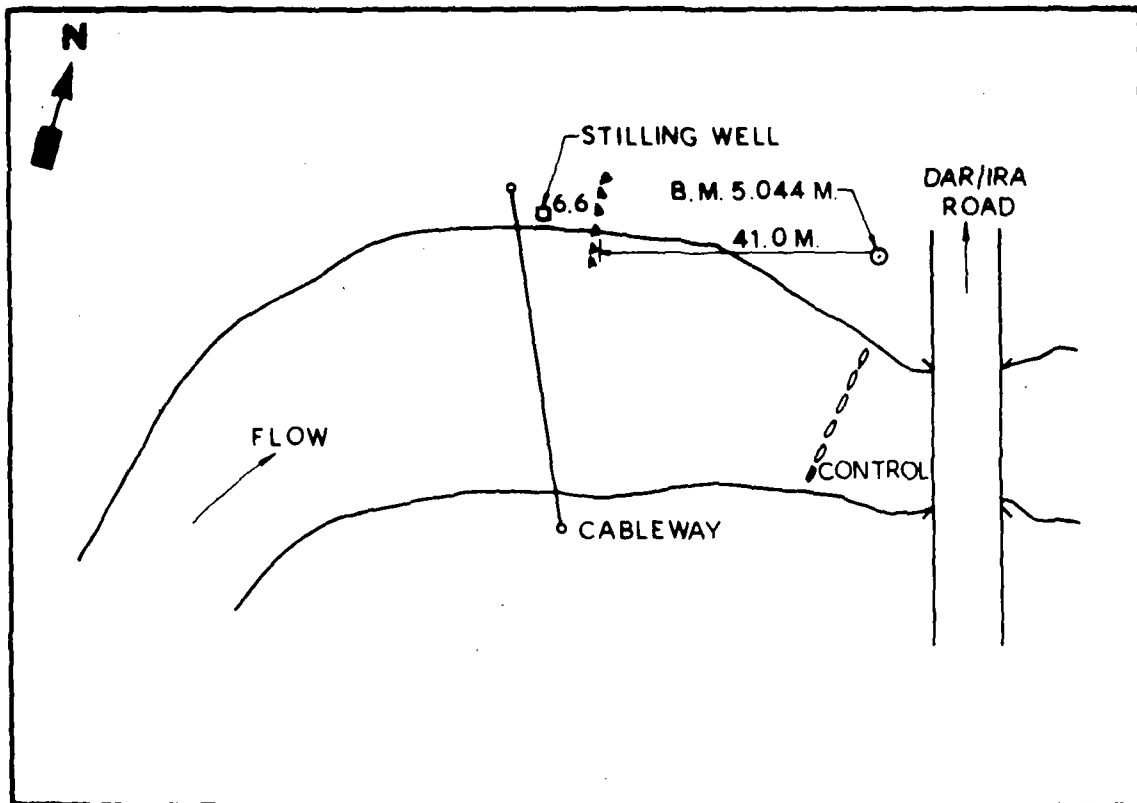 N
STILLING WELL
6.6
B.M. 5.044 M.
41.0 M.
DAR/IRA
ROAD
FLOW
CONTROL
CABLEWAY